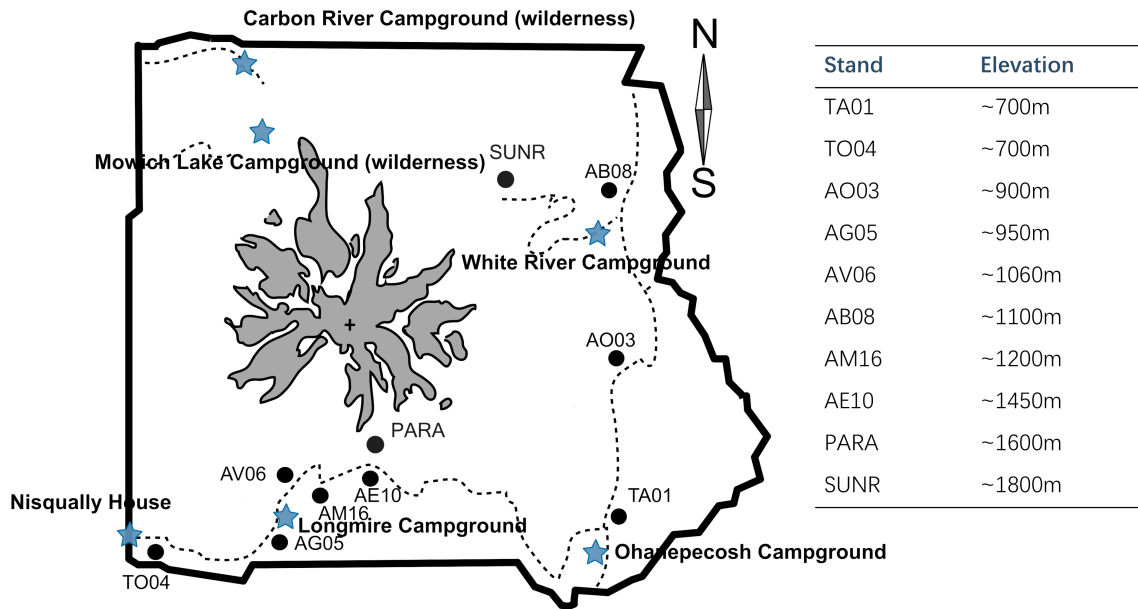 Carbon River Campground (wilderness)
N
S
Mowich Lake Campground (wilderness)
SUNR
AB08
White River Campground
AO03
PARA
AV06
AE10
AM16
TA01
Nisqually House
Longmire Campground
AG05
Ohanepecosh Campground
TO04
Stand Elevation
TA01 ~700m
TO04 ~700m
AO03 ~900m
AG05 ~950m
AV06 ~1060m
AB08 ~1100m
AM16 ~1200m
AE10 ~1450m
PARA ~1600m
SUNR ~1800m